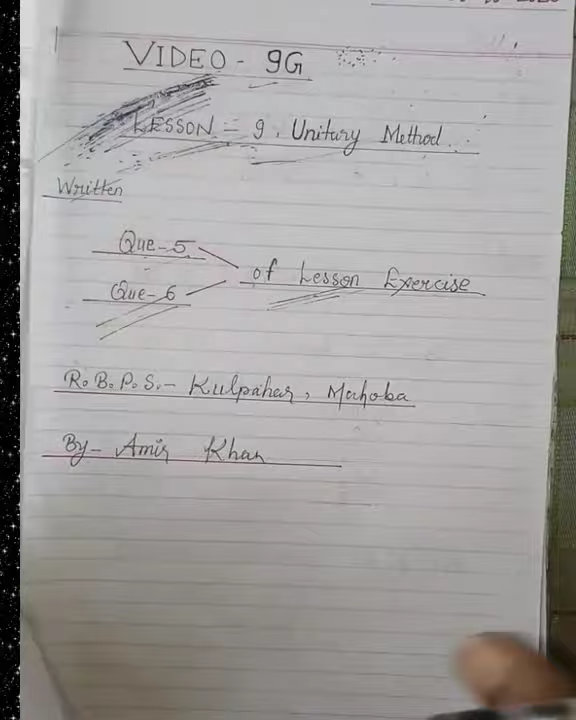 VIDEO - 9G
LESSON - 9, Unitary Method
Written
Que-5
of Lesson Exercise
Que-6
R.B.P.S.- Kulpahar, Mahoba
By- Amir Khan